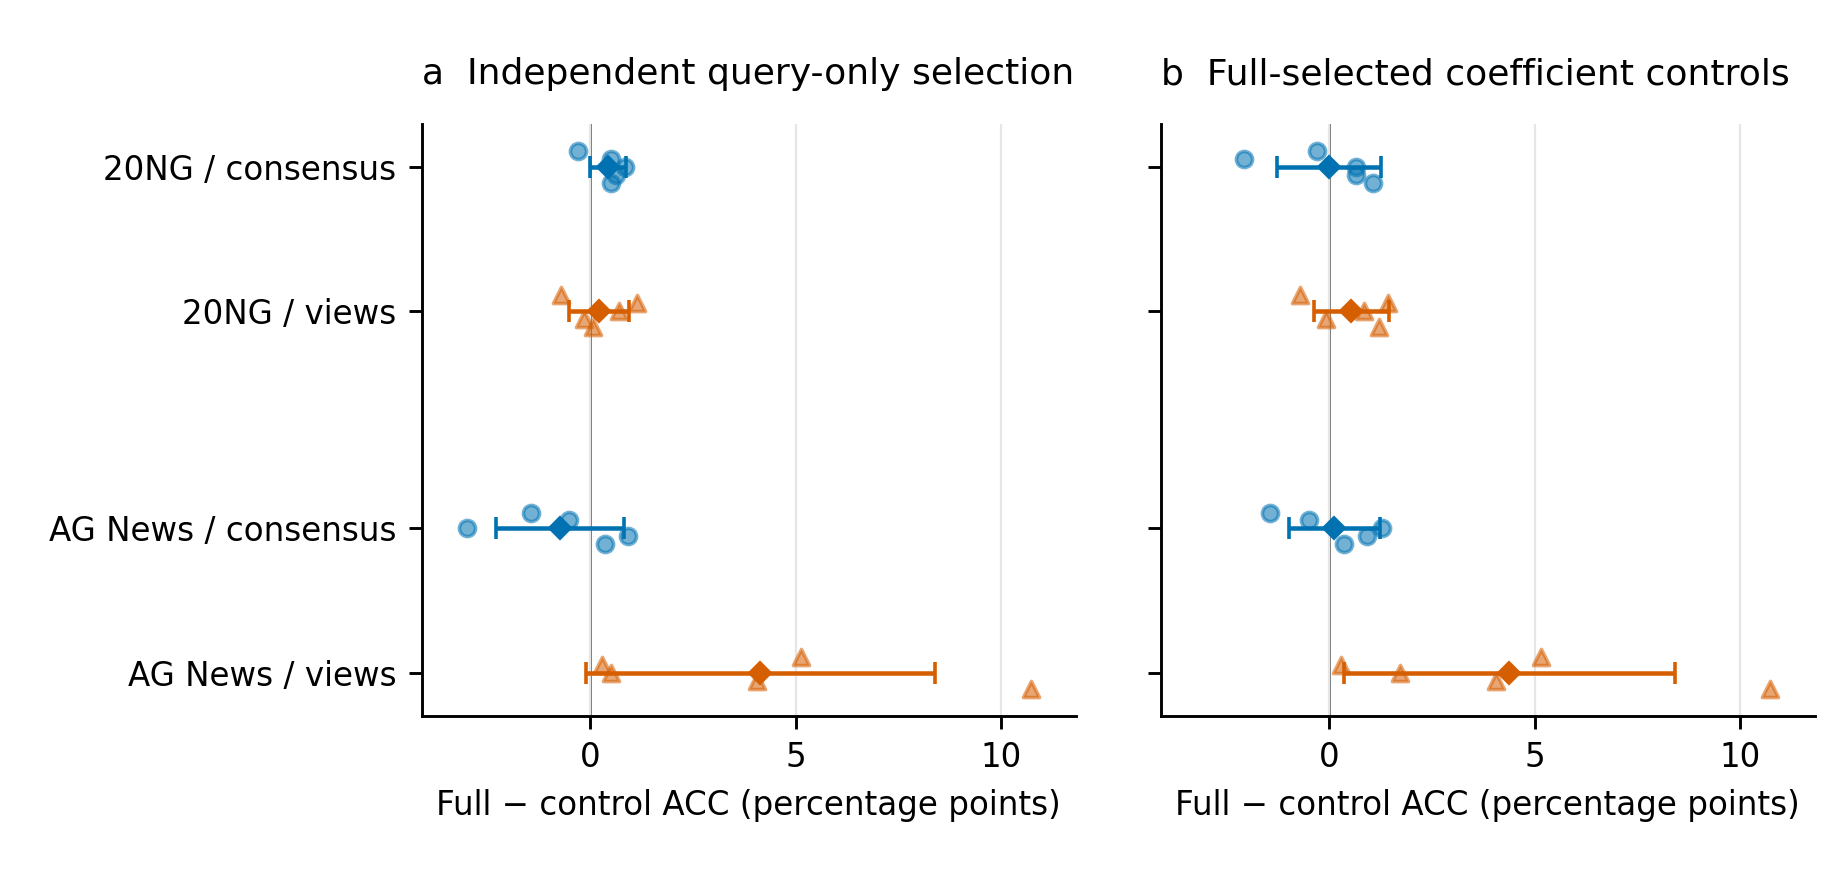 a  Independent query-only selection
b  Full-selected coefficient controls
20NG / consensus
20NG / views
AG News / consensus
AG News / views
0 5 10
0 5 10
Full − control ACC (percentage points)
Full − control ACC (percentage points)